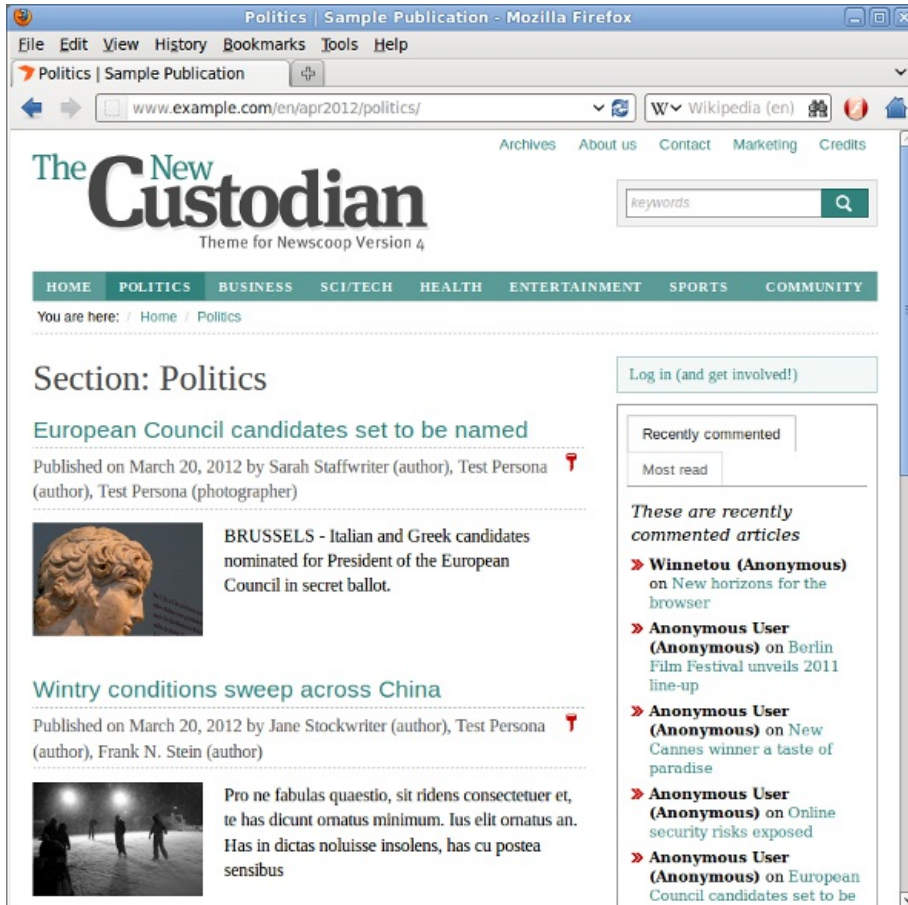 Politics | Sample Publication - Mozilla Firefox
File Edit View History Bookmarks Tools Help
Politics | Sample Publication
www.example.com/en/apr2012/politics/
W Wikipedia (en)
Archives About us Contact Marketing Credits
The New
Custodian
Theme for Newscoop Version 4
keywords
HOME POLITICS BUSINESS SCI/TECH HEALTH ENTERTAINMENT SPORTS COMMUNITY
You are here: / Home / Politics
Section: Politics
European Council candidates set to be named
Published on March 20, 2012 by Sarah Staffwriter (author), Test Persona
(author), Test Persona (photographer)
BRUSSELS - Italian and Greek candidates
nominated for President of the European
Council in secret ballot.
Wintry conditions sweep across China
Published on March 20, 2012 by Jane Stockwriter (author), Test Persona
(author), Frank N. Stein (author)
Pro ne fabulas quaestio, sit ridens consectetuer et,
te has dicunt ornatus minimum. Ius elit ornatus an.
Has in dictas noluisse insolens, has cu postea
sensibus
Log in (and get involved!)
Recently commented
Most read
These are recently
commented articles
Winnetou (Anonymous)
on New horizons for the
browser
Anonymous User
(Anonymous) on Berlin
Film Festival unveils 2011
line-up
Anonymous User
(Anonymous) on New
Cannes winner a taste of
paradise
Anonymous User
(Anonymous) on Online
security risks exposed
Anonymous User
(Anonymous) on European
Council candidates set to be